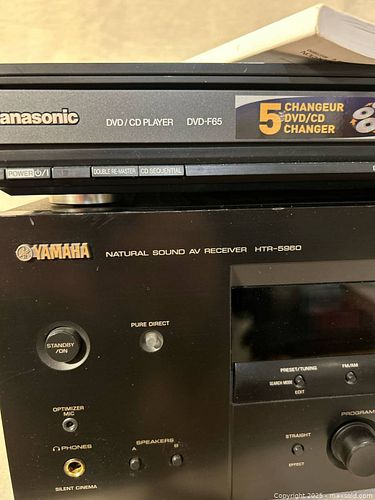 anasonic
DVD/CD PLAYER DVD-F65
5 CHANGEUR
DVD/CD
CHANGER
POWER DOUBLE RE-MASTER CD SEQUENTIAL
YAMAHA NATURAL SOUND AV RECEIVER HTR-5960
STANDBY
/ON
PURE DIRECT
PRESET/TUNING FM/AM
SEARCH MODE
EDIT
OPTIMIZER
MIC
PROGRAM
SPEAKERS
A B
STRAIGHT
EFFECT
PHONES
SILENT CINEMA
Copyright 2025 - maxsold.com